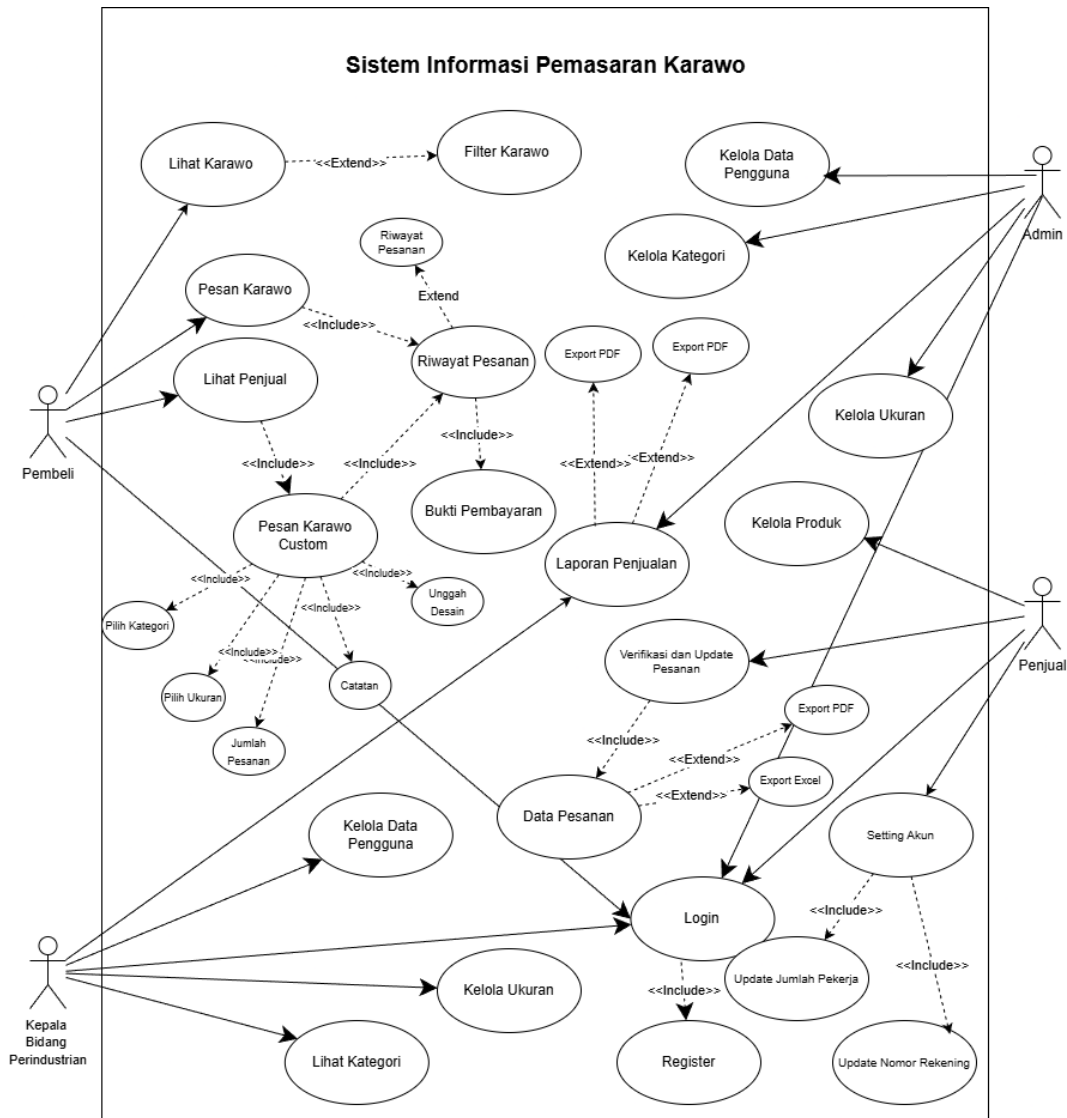 Sistem Informasi Pemasaran Karawo
Lihat Karawo
<<Extend>>
Filter Karawo
Kelola Data
Pengguna
Admin
Riwayat
Pesanan
Kelola Kategori
Extend
Pesan Karawo
<<Include>>
Riwayat Pesanan
Export PDF
Export PDF
Lihat Penjual
Kelola Ukuran
Pembeli
<<Include>>
<<Include>>
<<Include>>
<<Extend>>
<<Extend>>
Bukti Pembayaran
Kelola Produk
Pesan Karawo
Custom
Laporan Penjualan
<<Include>>
<<Include>>
<<Include>>
Unggah
Desain
Pilih Kategori
<<Include>>
<<Include>>
Verifikasi dan Update
Pesanan
Penjual
Pilih Ukuran
Catatan
Export PDF
Jumlah
Pesanan
<<Include>>
<<Extend>>
Export Excel
<<Extend>>
Data Pesanan
Kelola Data
Pengguna
Setting Akun
Login
<<Include>>
<<Include>>
Update Jumlah Pekerja
<<Include>>
Kelola Ukuran
Kepala
Bidang
Perindustrian
Lihat Kategori
Register
Update Nomor Rekening